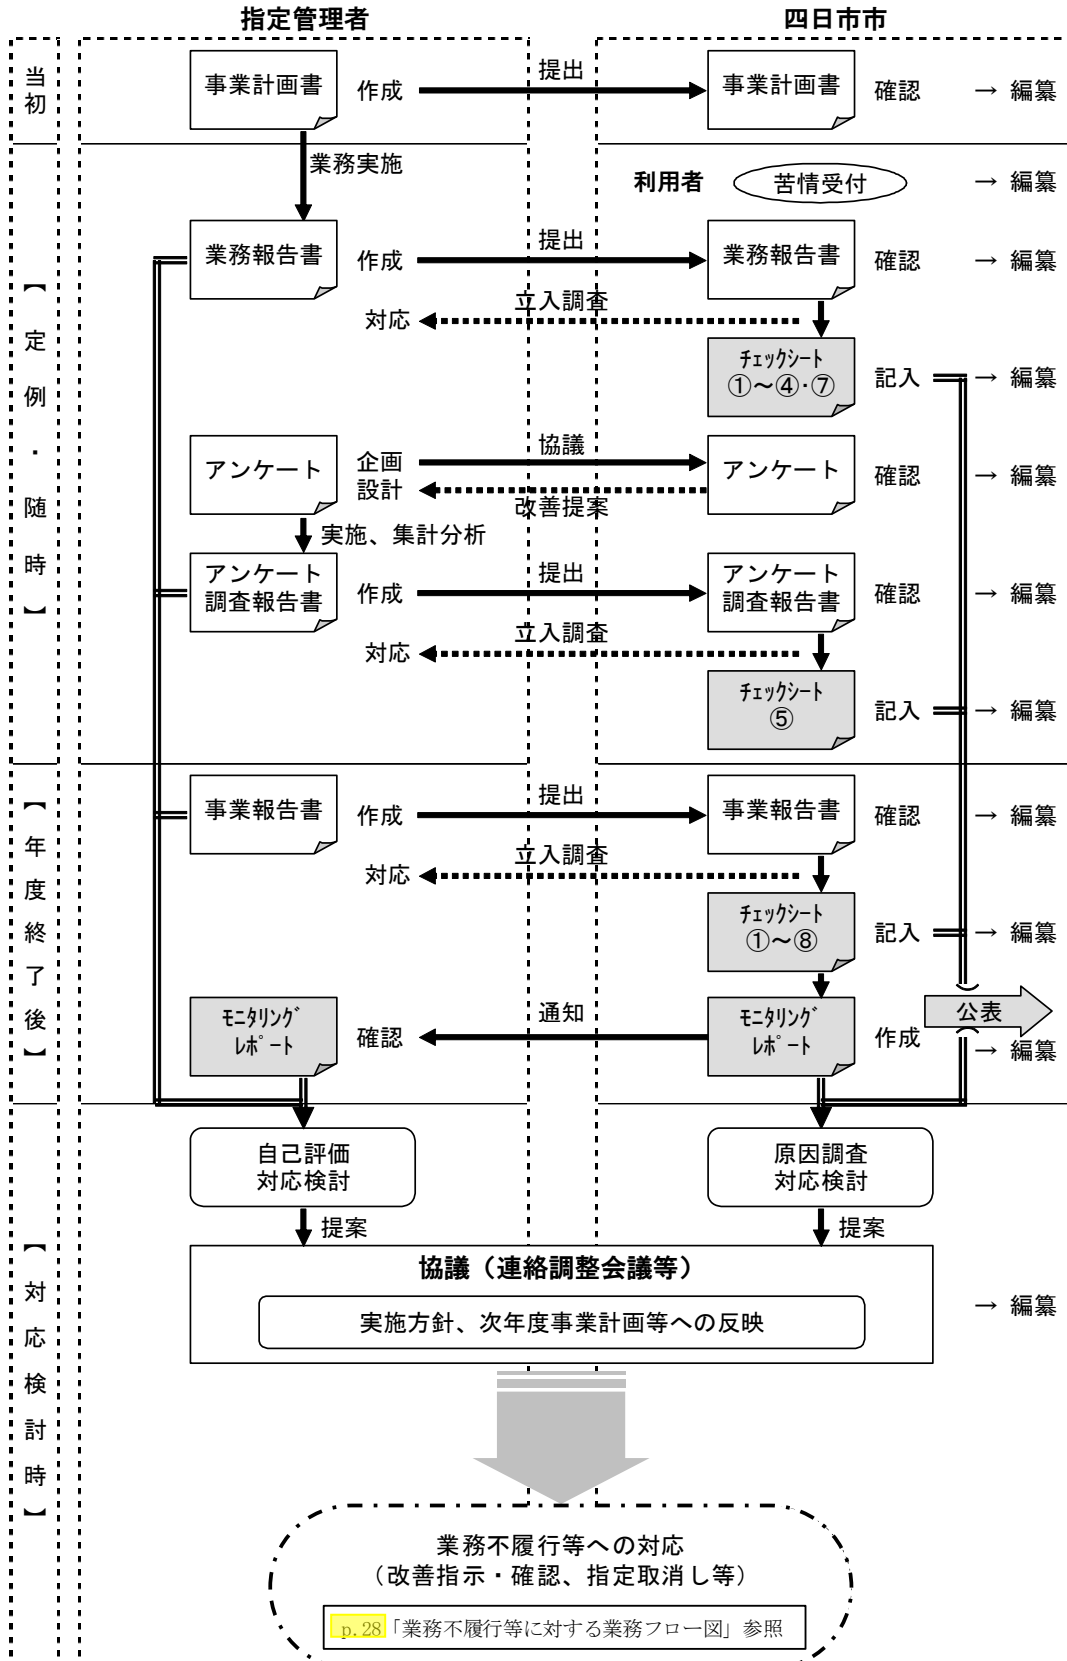 指定管理者
四日市市
当初
事業計画書
作成
提出
事業計画書
確認
→ 編纂
業務実施
利用者
苦情受付
→ 編纂
【定例・随時】
業務報告書
作成
提出
業務報告書
確認
→ 編纂
対応
立入調査
ﾁｪｯｸｼｰﾄ
①～④・⑦
記入
→ 編纂
アンケート
企画
設計
協議
改善提案
アンケート
確認
→ 編纂
実施、集計分析
アンケート
調査報告書
作成
提出
アンケート
調査報告書
確認
→ 編纂
対応
立入調査
ﾁｪｯｸｼｰﾄ
⑤
記入
→ 編纂
【年度終了後】
事業報告書
作成
提出
事業報告書
確認
→ 編纂
対応
立入調査
ﾁｪｯｸｼｰﾄ
①～⑧
記入
→ 編纂
ﾓﾆﾀﾘﾝｸﾞ
ﾚﾎﾟｰﾄ
確認
通知
ﾓﾆﾀﾘﾝｸﾞ
ﾚﾎﾟｰﾄ
作成
公表
→ 編纂
【対応検討時】
自己評価
対応検討
原因調査
対応検討
提案
提案
協議（連絡調整会議等）
実施方針、次年度事業計画等への反映
→ 編纂
業務不履行等への対応
（改善指示・確認、指定取消し等）
p.28「業務不履行等に対する業務フロー図」参照